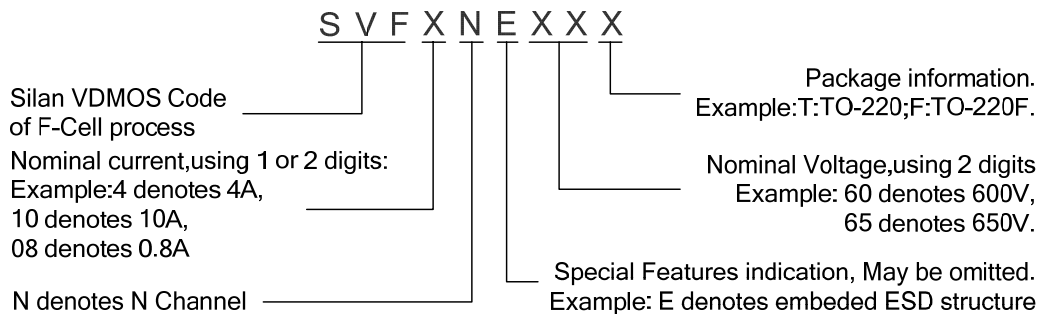 S V F X N E X X X
Silan VDMOS Code
of F-Cell process
Nominal current,using 1 or 2 digits:
Example:4 denotes 4A,
10 denotes 10A,
08 denotes 0.8A
N denotes N Channel
Package information.
Example:T:TO-220;F:TO-220F.
Nominal Voltage,using 2 digits
Example: 60 denotes 600V,
65 denotes 650V.
Special Features indication, May be omitted.
Example: E denotes embeded ESD structure